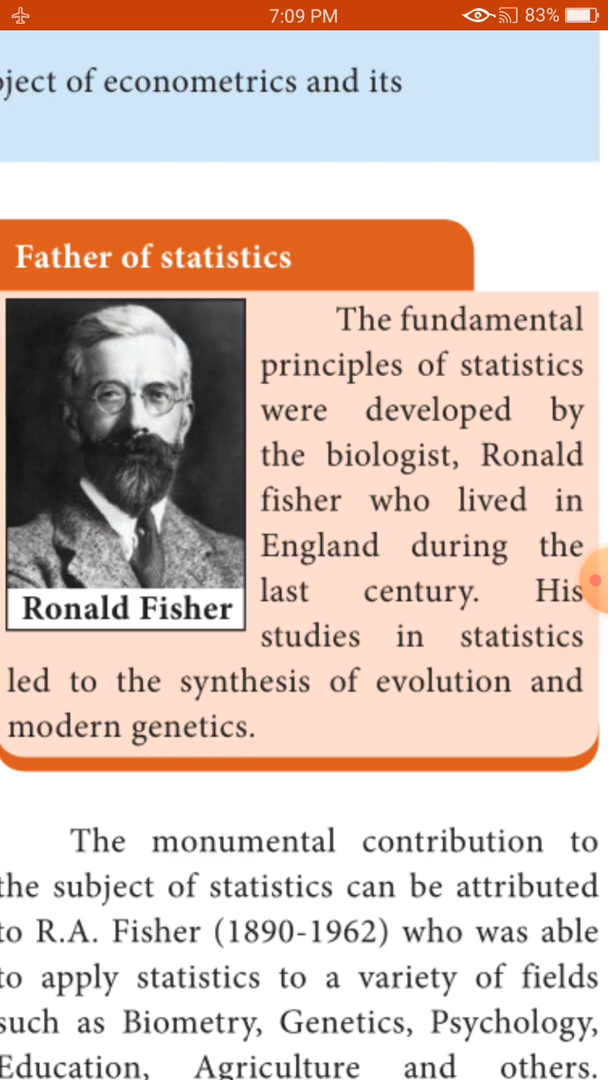 7:09 PM
83%
ject of econometrics and its
Father of statistics
The fundamental
principles of statistics
were developed by
the biologist, Ronald
fisher who lived in
England during the
last century. His
studies in statistics
led to the synthesis of evolution and
modern genetics.
Ronald Fisher
The monumental contribution to
the subject of statistics can be attributed
to R.A. Fisher (1890-1962) who was able
to apply statistics to a variety of fields
such as Biometry, Genetics, Psychology,
Education, Agriculture and others.